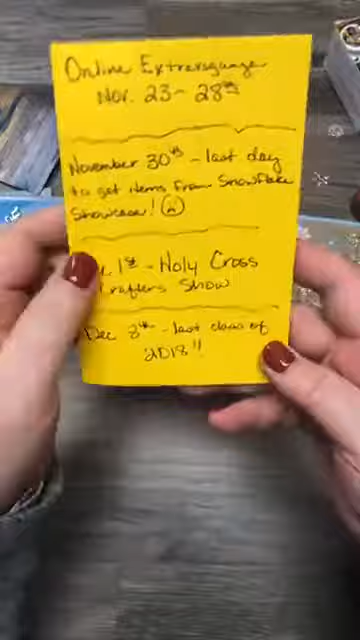 Online Extravaganza
Nov. 23 - 28th
November 30th - last day
to get items from Snowflake
Showcase!
1st - Holy Cross
Crafters Show
Dec 8th - last class of
2018!!